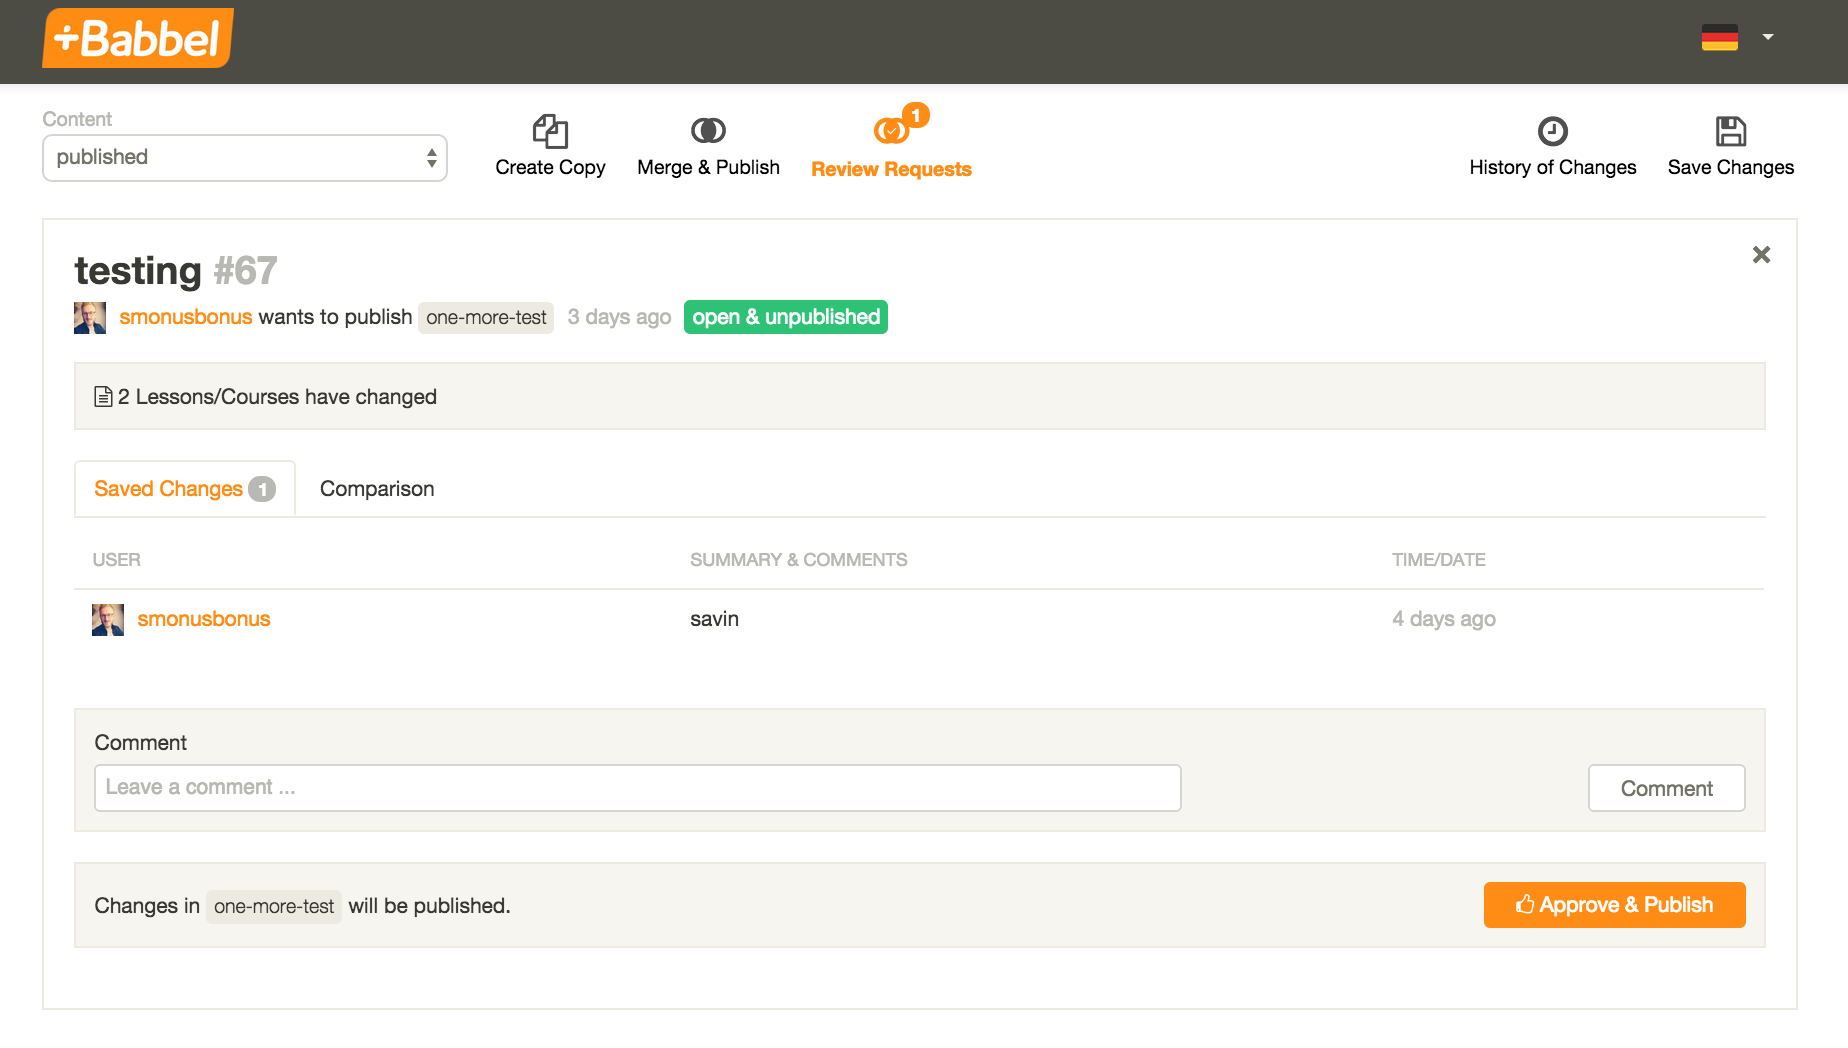 +Babbel
Content
published
Create Copy
Merge & Publish
1
Review Requests
History of Changes
Save Changes
testing #67
smonusbonus wants to publish one-more-test 3 days ago open & unpublished
2 Lessons/Courses have changed
Saved Changes 1 Comparison
USER SUMMARY & COMMENTS TIME/DATE
smonusbonus savin 4 days ago
Comment
Leave a comment ... Comment
Changes in one-more-test will be published. Approve & Publish